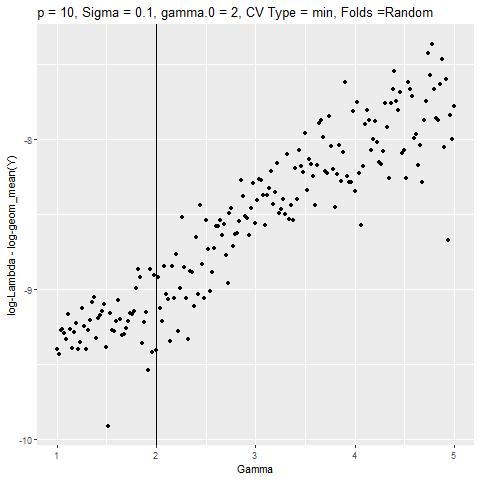 p = 10, Sigma = 0.1, gamma.0 = 2, CV Type = min, Folds =Random
log-Lambda - log-geom_mean(Y)
-8
-9
-10
1 2 3 4 5
Gamma